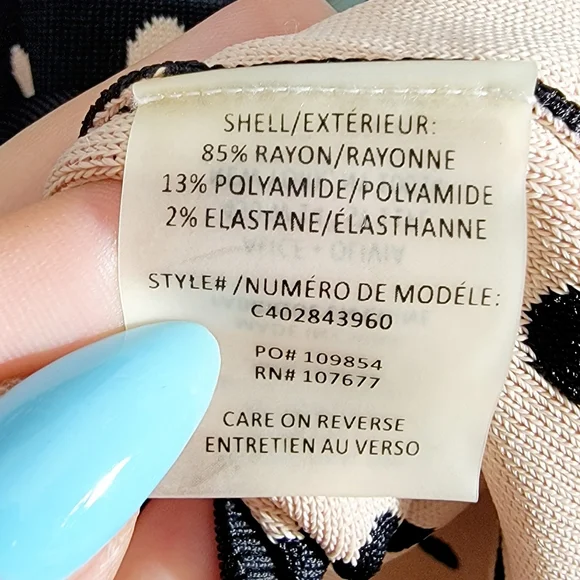 SHELL/EXTÉRIEUR:
85% RAYON/RAYONNE
13% POLYAMIDE/POLYAMIDE
2% ELASTANE/ÉLASTHANNE
STYLE# /NUMÉRO DE MODÉLE:
C402843960
PO# 109854
RN# 107677
CARE ON REVERSE
ENTRETIEN AU VERSO